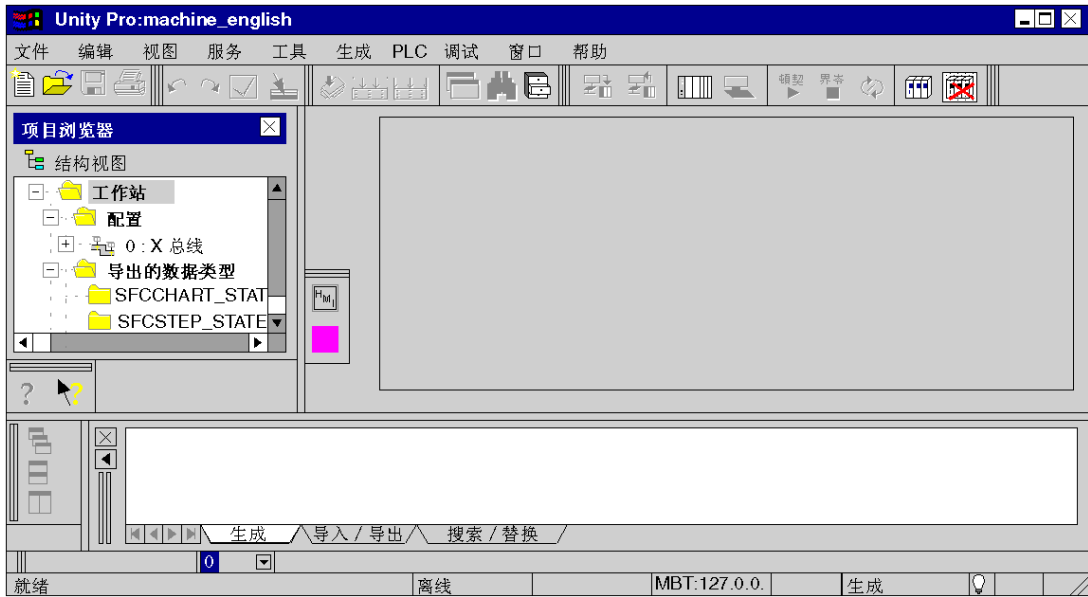 Unity Pro:machine_english
文件 编辑 视图 服务 工具 生成 PLC 调试 窗口 帮助
项目浏览器
结构视图
工作站
配置
0 : X 总线
导出的数据类型
SFCCHART_STAT
SFCSTEP_STATE
HMI
生成 导入 / 导出 搜索 / 替换
0
就绪 离线 MBT:127.0.0. 生成